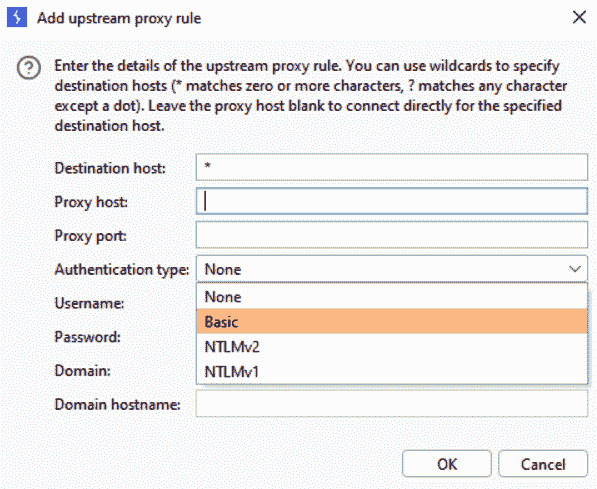 Add upstream proxy rule
Enter the details of the upstream proxy rule. You can use wildcards to specify
destination hosts (* matches zero or more characters, ? matches any character
except a dot). Leave the proxy host blank to connect directly for the specified
destination host.
Destination host: *
Proxy host:
Proxy port:
Authentication type: None
None
Username:
Basic
Password:
NTLMv2
Domain:
NTLMv1
Domain hostname:
OK Cancel